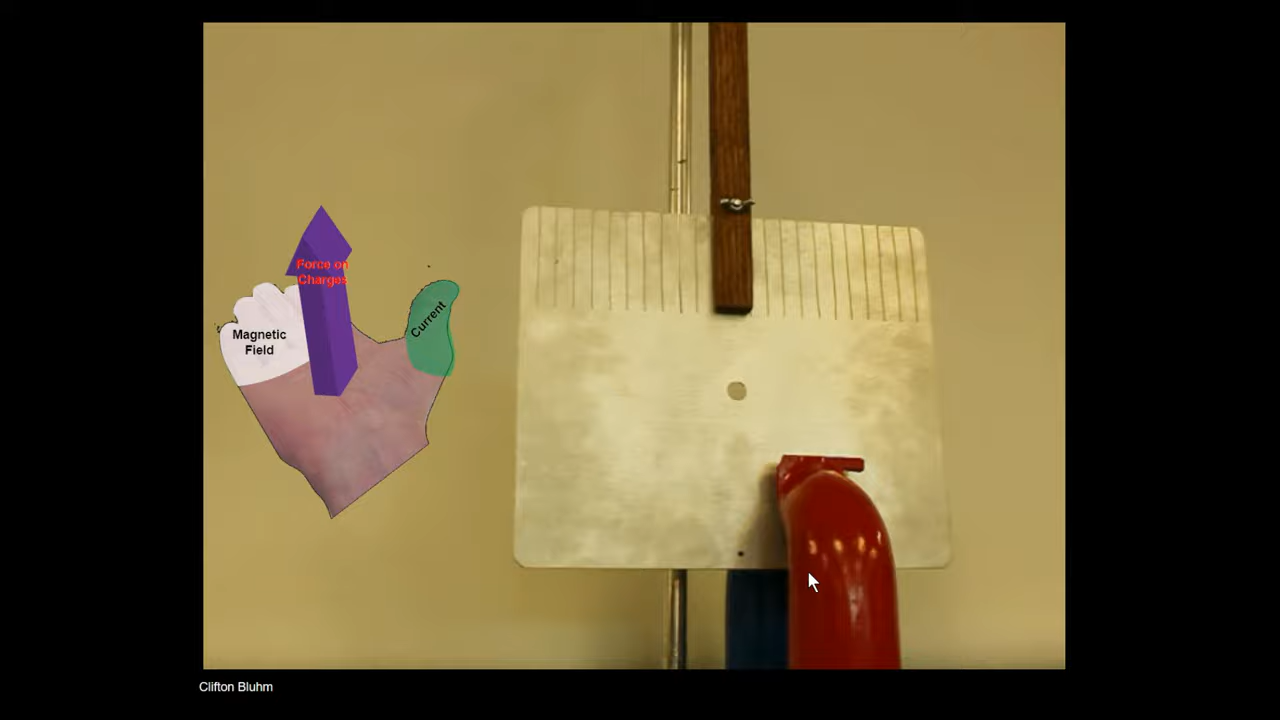 Force on
Charges
Magnetic
Field
Current
Clifton Bluhm